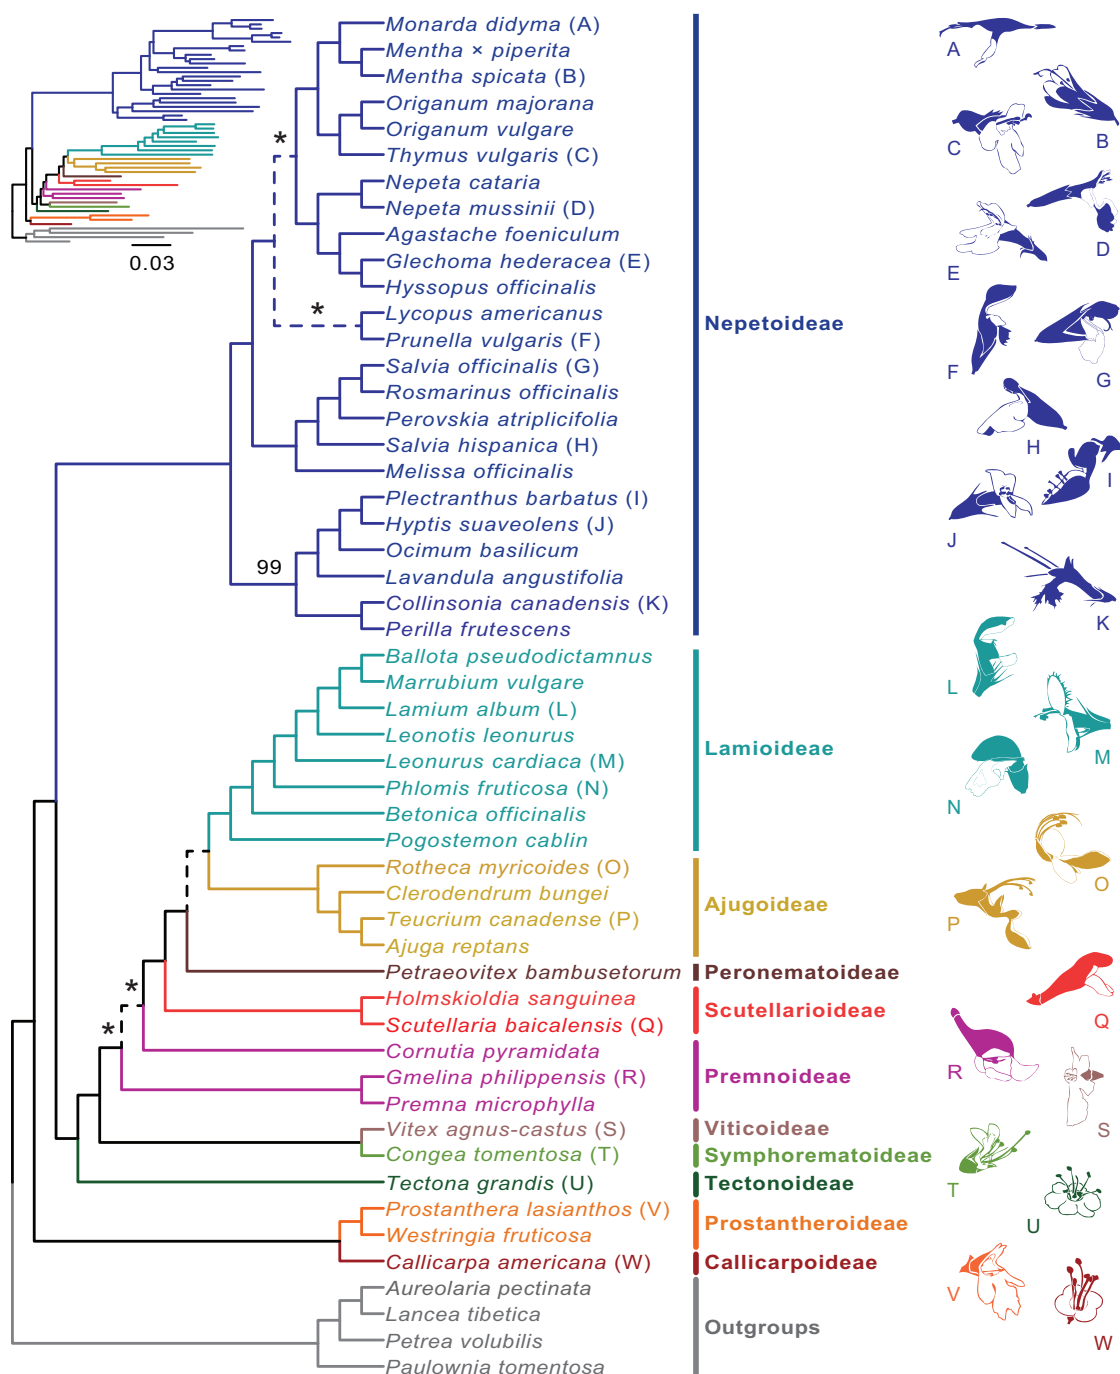 0.03
*
*
99
*
*
Monarda didyma (A)
Mentha × piperita
Mentha spicata (B)
Origanum majorana
Origanum vulgare
Thymus vulgaris (C)
Nepeta cataria
Nepeta mussinii (D)
Agastache foeniculum
Glechoma hederacea (E)
Hyssopus officinalis
Lycopus americanus
Prunella vulgaris (F)
Salvia officinalis (G)
Rosmarinus officinalis
Perovskia atriplicifolia
Salvia hispanica (H)
Melissa officinalis
Plectranthus barbatus (I)
Hyptis suaveolens (J)
Ocimum basilicum
Lavandula angustifolia
Collinsonia canadensis (K)
Perilla frutescens
Ballota pseudodictamnus
Marrubium vulgare
Lamium album (L)
Leonotis leonurus
Leonurus cardiaca (M)
Phlomis fruticosa (N)
Betonica officinalis
Pogostemon cablin
Rotheca myricoides (O)
Clerodendrum bungei
Teucrium canadense (P)
Ajuga reptans
Petraeovitex bambusetorum
Holmskioldia sanguinea
Scutellaria baicalensis (Q)
Cornutia pyramidata
Gmelina philippensis (R)
Premna microphylla
Vitex agnus-castus (S)
Congea tomentosa (T)
Tectona grandis (U)
Prostanthera lasianthos (V)
Westringia fruticosa
Callicarpa americana (W)
Aureolaria pectinata
Lancea tibetica
Petrea volubilis
Paulownia tomentosa
Nepetoideae
Lamioideae
Ajugoideae
Peronematoideae
Scutellarioideae
Premnoideae
Viticoideae
Symphorematoideae
Tectonoideae
Prostantheroideae
Callicarpoideae
Outgroups
A
B
C
D
E
F
G
H
I
J
K
L
M
N
O
P
Q
R
S
T
U
V
W